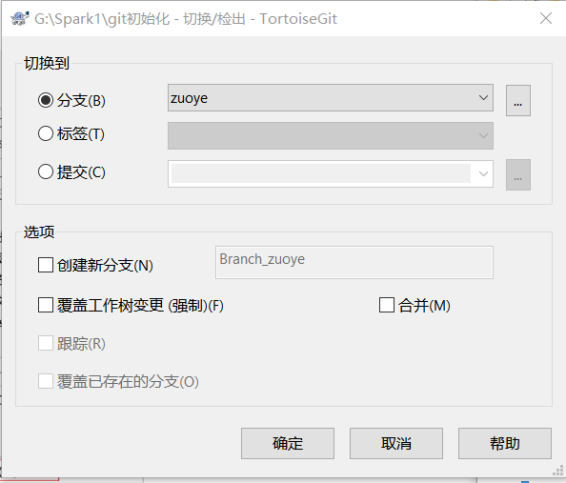 G:\Spark1\git初始化 - 切换/检出 - TortoiseGit
切换到
分支(B)
zuoye
...
标签(T)
提交(C)
...
选项
创建新分支(N)
Branch_zuoye
覆盖工作树变更 (强制)(F)
合并(M)
跟踪(R)
覆盖已存在的分支(O)
确定
取消
帮助